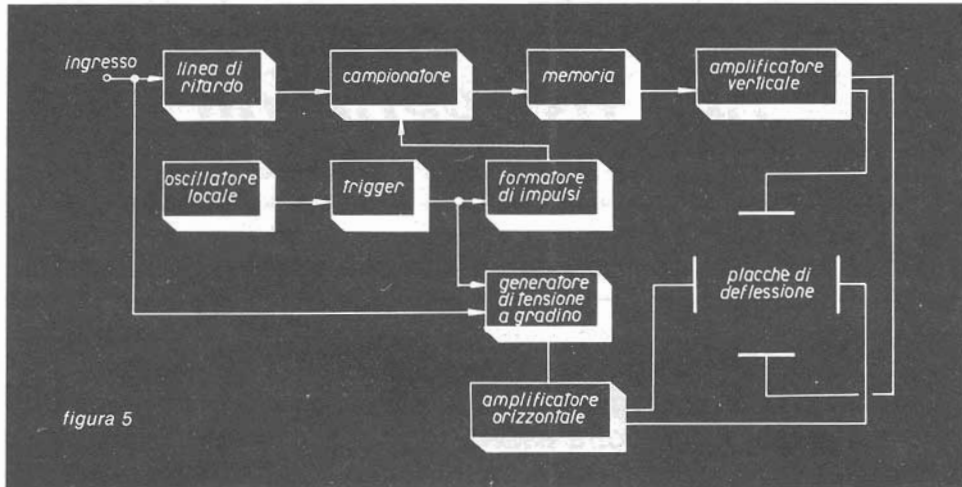 ingresso
linea di
ritardo
campionatore
memoria
amplificatore
verticale
oscillatore
locale
trigger
formatore
di impulsi
generatore
di tensione
a gradino
placche di
deflessione
amplificatore
orizzontale
figura 5